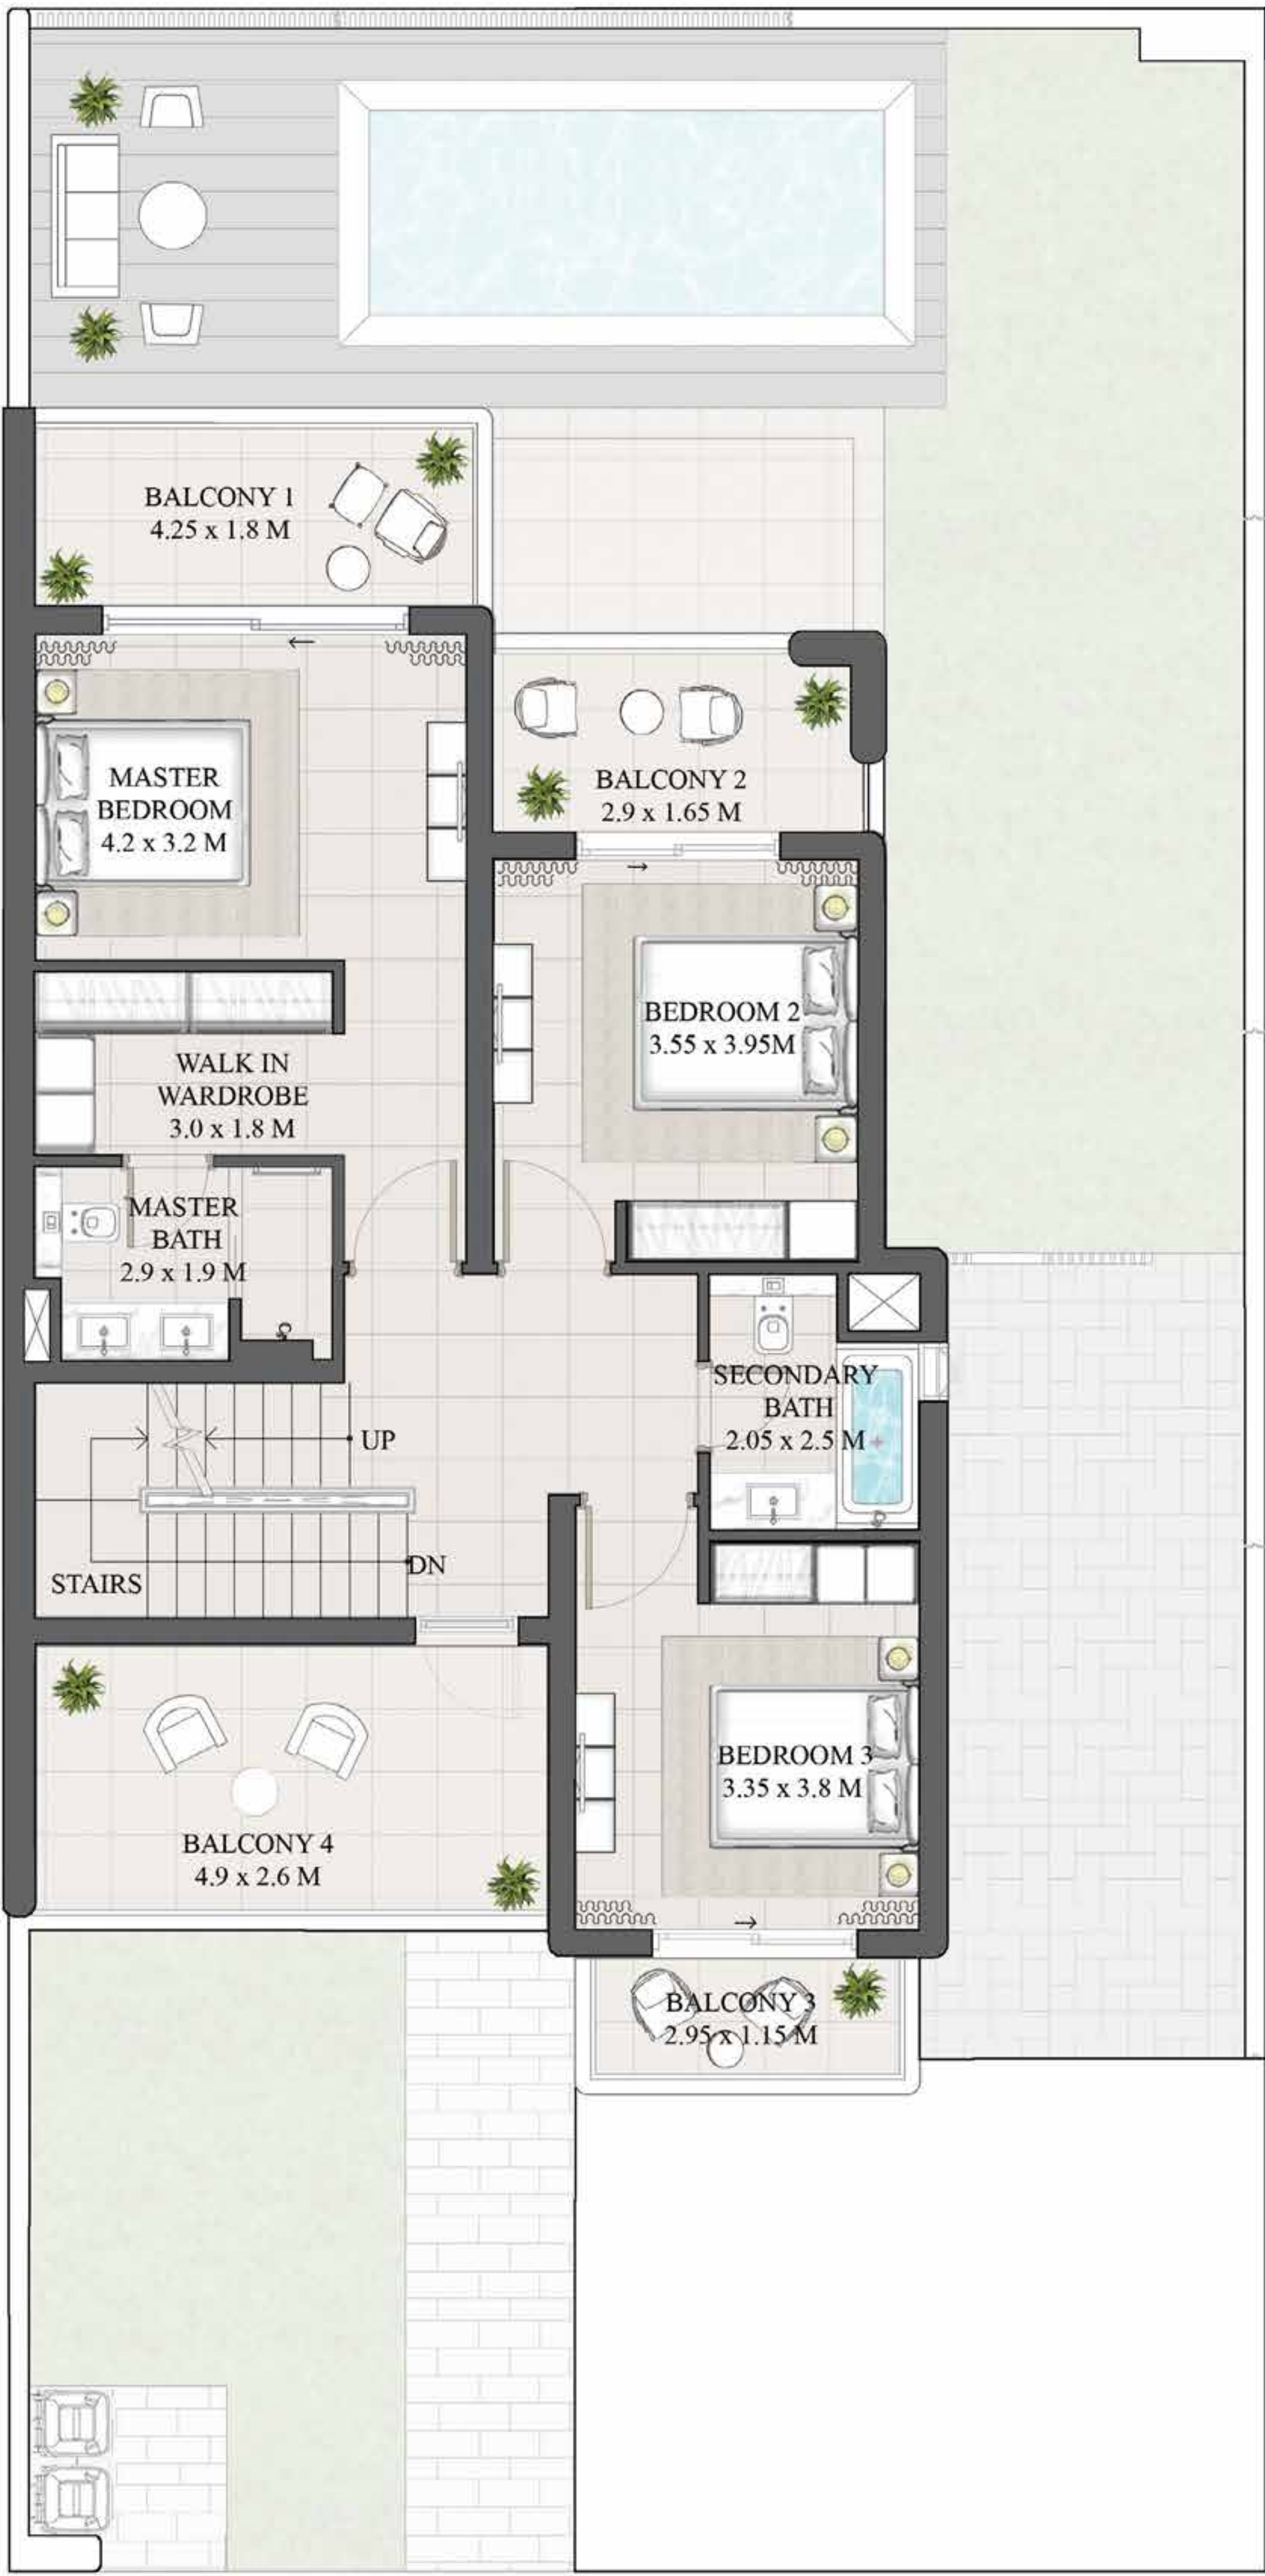 BALCONY 1
4.25 x 1.8 M
MASTER
BEDROOM
4.2 x 3.2 M
BALCONY 2
2.9 x 1.65 M
BEDROOM 2
3.55 x 3.95M
WALK IN
WARDROBE
3.0 x 1.8 M
MASTER
BATH
2.9 x 1.9 M
SECONDARY
BATH
2.05 x 2.5 M
UP
DN
STAIRS
BEDROOM 3
3.35 x 3.8 M
BALCONY 4
4.9 x 2.6 M
BALCONY 3
2.95 x 1.15 M